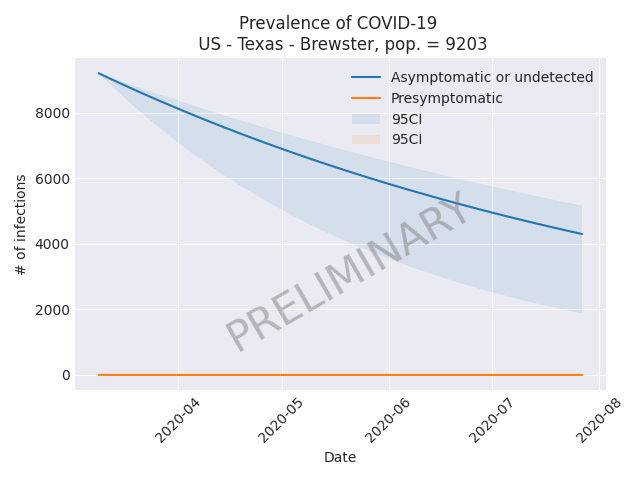 Prevalence of COVID-19
US - Texas - Brewster, pop. = 9203
Asymptomatic or undetected
Presymptomatic
95CI
95CI
8000
6000
4000
2000
0
# of infections
PRELIMINARY
2020-04
2020-05
2020-06
2020-07
2020-08
Date